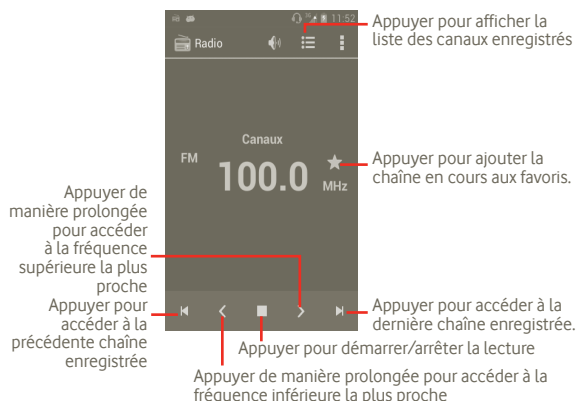 11:52
Appuyer pour afficher la
liste des canaux enregistrés
Radio
Canaux
FM
100.0
MHz
Appuyer pour ajouter la
chaîne en cours aux favoris.
Appuyer de
manière prolongée
pour accéder
à la fréquence
supérieure la plus
proche
Appuyer pour
accéder à la
précédente chaîne
enregistrée
Appuyer pour accéder à la
dernière chaîne enregistrée.
Appuyer pour démarrer/arrêter la lecture
Appuyer de manière prolongée pour accéder à la
fréquence inférieure la plus proche